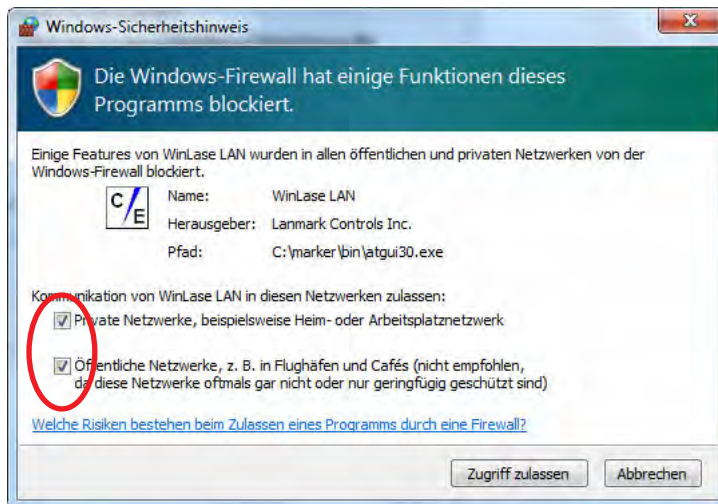 Windows-Sicherheitshinweis
Die Windows-Firewall hat einige Funktionen dieses
Programms blockiert.
Einige Features von WinLase LAN wurden in allen öffentlichen und privaten Netzwerken von der
Windows-Firewall blockiert.
C/E
Name: WinLase LAN
Herausgeber: Lanmark Controls Inc.
Pfad: C:\marker\bin\atgui30.exe
Kommunikation von WinLase LAN in diesen Netzwerken zulassen:
Private Netzwerke, beispielsweise Heim- oder Arbeitsplatznetzwerk
Öffentliche Netzwerke, z. B. in Flughäfen und Cafés (nicht empfohlen,
da diese Netzwerke oftmals gar nicht oder nur geringfügig geschützt sind)
Welche Risiken bestehen beim Zulassen eines Programms durch eine Firewall?
Zugriff zulassen Abbrechen